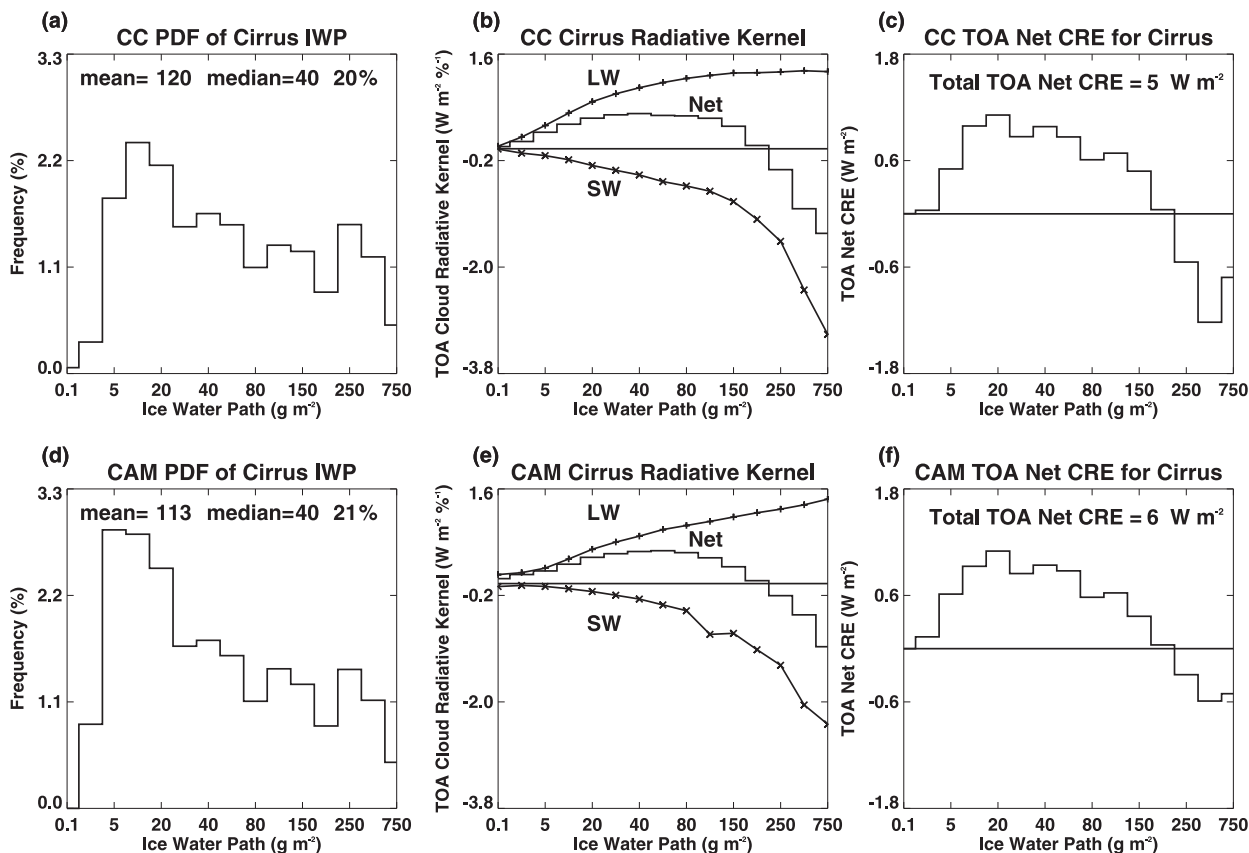 (a)
CC PDF of Cirrus IWP
mean= 120 median=40 20%
Frequency (%)
3.3
2.2
1.1
0.0
0.1 5 20 40 80 150 250 750
Ice Water Path (g m⁻²)
(b)
CC Cirrus Radiative Kernel
LW
Net
SW
TOA Cloud Radiative Kernel (W m⁻² %⁻¹)
1.6
-0.2
-2.0
-3.8
0.1 5 20 40 80 150 250 750
Ice Water Path (g m⁻²)
(c)
CC TOA Net CRE for Cirrus
Total TOA Net CRE = 5 W m⁻²
TOA Net CRE (W m⁻²)
1.8
0.6
-0.6
-1.8
0.1 5 20 40 80 150 250 750
Ice Water Path (g m⁻²)
(d)
CAM PDF of Cirrus IWP
mean= 113 median=40 21%
Frequency (%)
3.3
2.2
1.1
0.0
0.1 5 20 40 80 150 250 750
Ice Water Path (g m⁻²)
(e)
CAM Cirrus Radiative Kernel
LW
Net
SW
TOA Cloud Radiative Kernel (W m⁻² %⁻¹)
1.6
-0.2
-2.0
-3.8
0.1 5 20 40 80 150 250 750
Ice Water Path (g m⁻²)
(f)
CAM TOA Net CRE for Cirrus
Total TOA Net CRE = 6 W m⁻²
TOA Net CRE (W m⁻²)
1.8
0.6
-0.6
-1.8
0.1 5 20 40 80 150 250 750
Ice Water Path (g m⁻²)